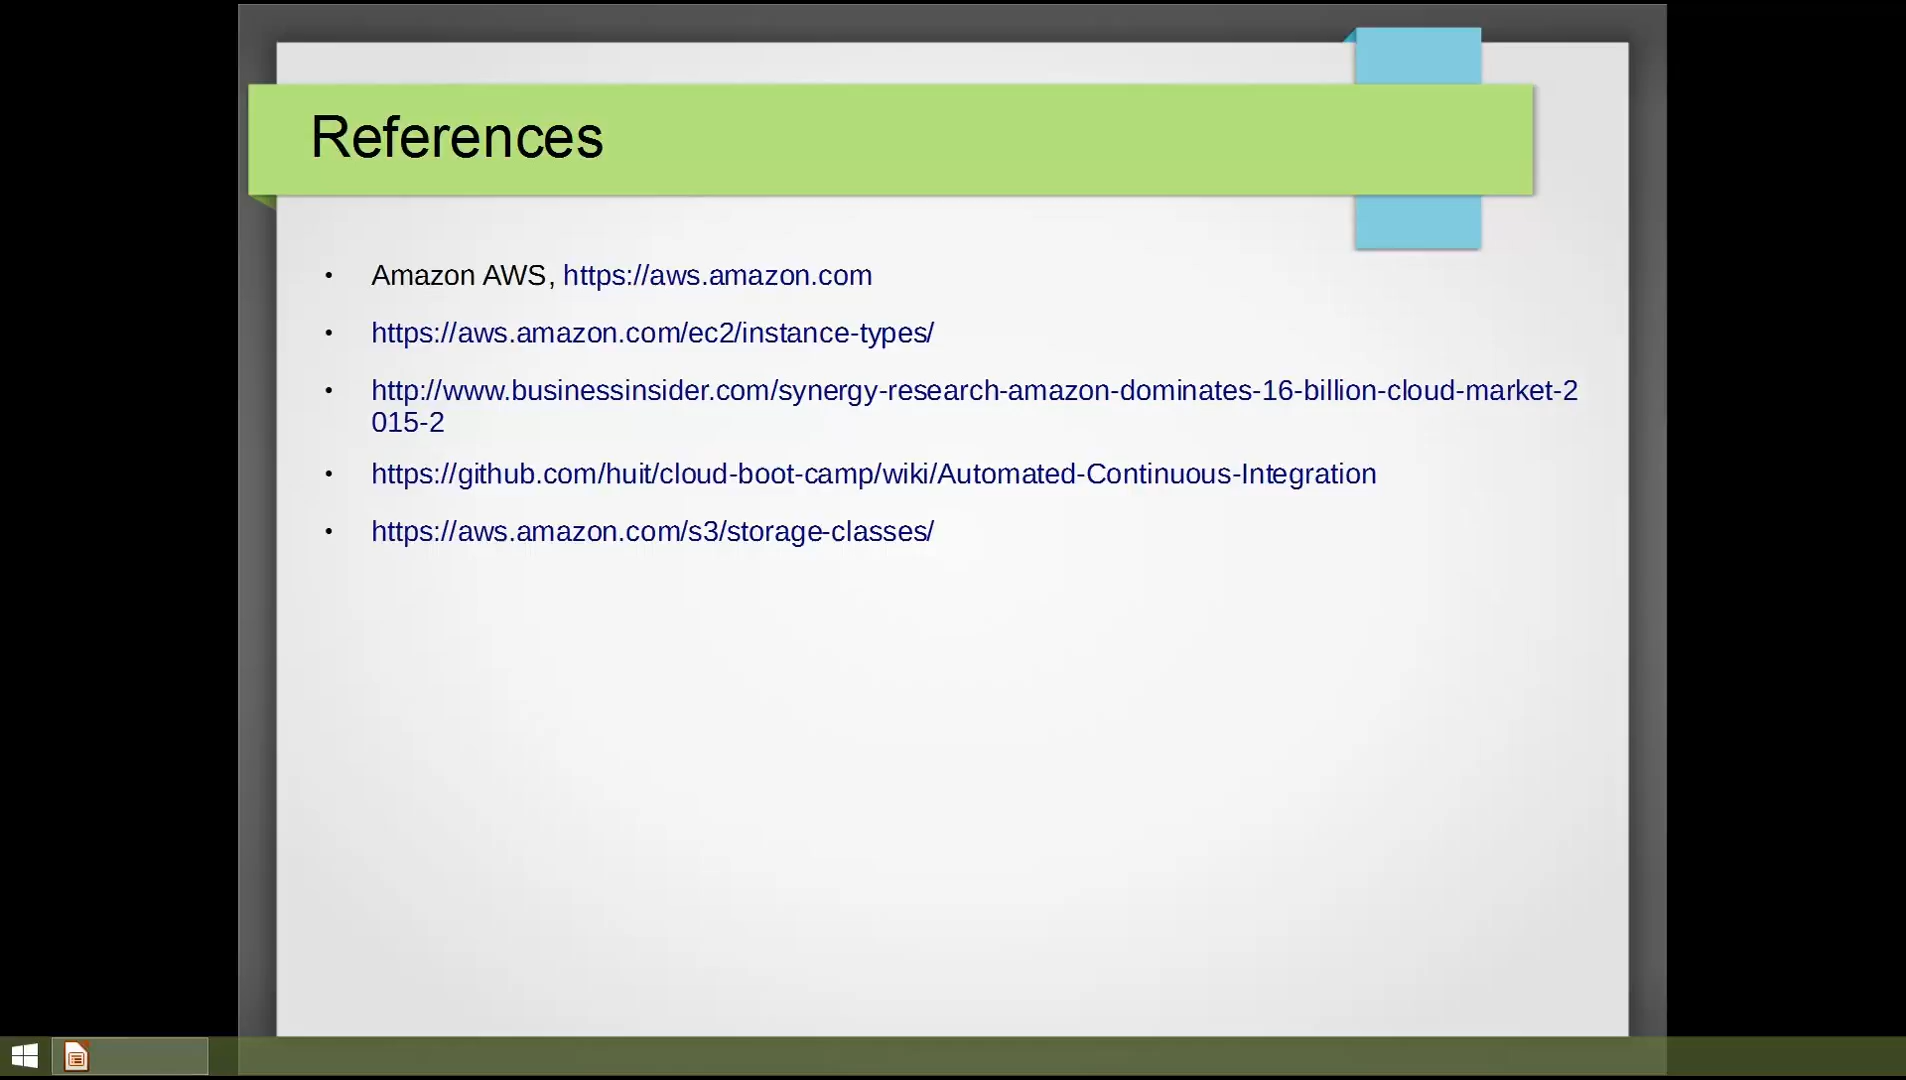 References
• Amazon AWS, https://aws.amazon.com
• https://aws.amazon.com/ec2/instance-types/
• http://www.businessinsider.com/synergy-research-amazon-dominates-16-billion-cloud-market-2
015-2
• https://github.com/huit/cloud-boot-camp/wiki/Automated-Continuous-Integration
• https://aws.amazon.com/s3/storage-classes/